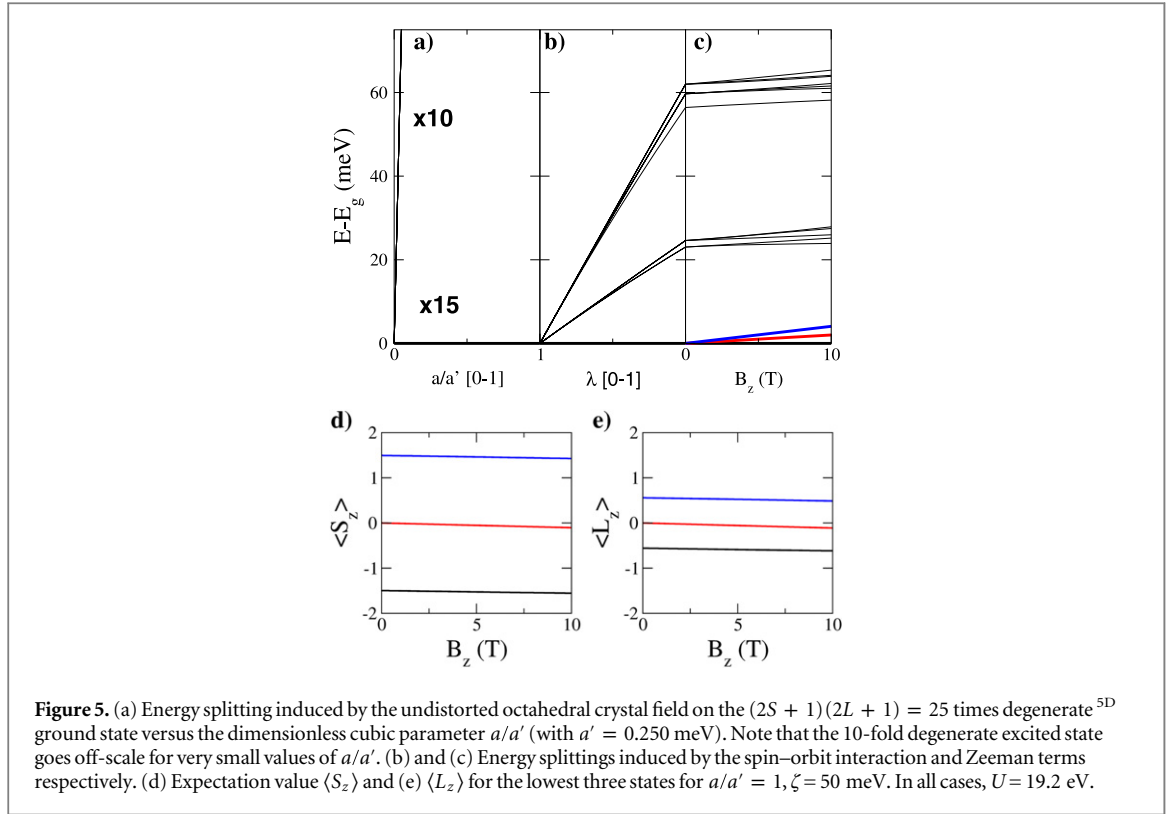 a) b) c)
60
x10
40
E-E_g (meV)
20
x15
0
0 1 0 10
a/a' [0-1] λ [0-1] B_z (T)
d) e)
2 2
1 1
<S_z> 0 <L_z> 0
-1 -1
-2 -2
0 5 10 0 5 10
B_z (T) B_z (T)
Figure 5. (a) Energy splitting induced by the undistorted octahedral crystal field on the (2S + 1)(2L + 1) = 25 times degenerate ^5D
ground state versus the dimensionless cubic parameter a/a' (with a' = 0.250 meV). Note that the 10-fold degenerate excited state
goes off-scale for very small values of a/a'. (b) and (c) Energy splittings induced by the spin–orbit interaction and Zeeman terms
respectively. (d) Expectation value ⟨S_z⟩ and (e) ⟨L_z⟩ for the lowest three states for a/a' = 1, ζ = 50 meV. In all cases, U = 19.2 eV.